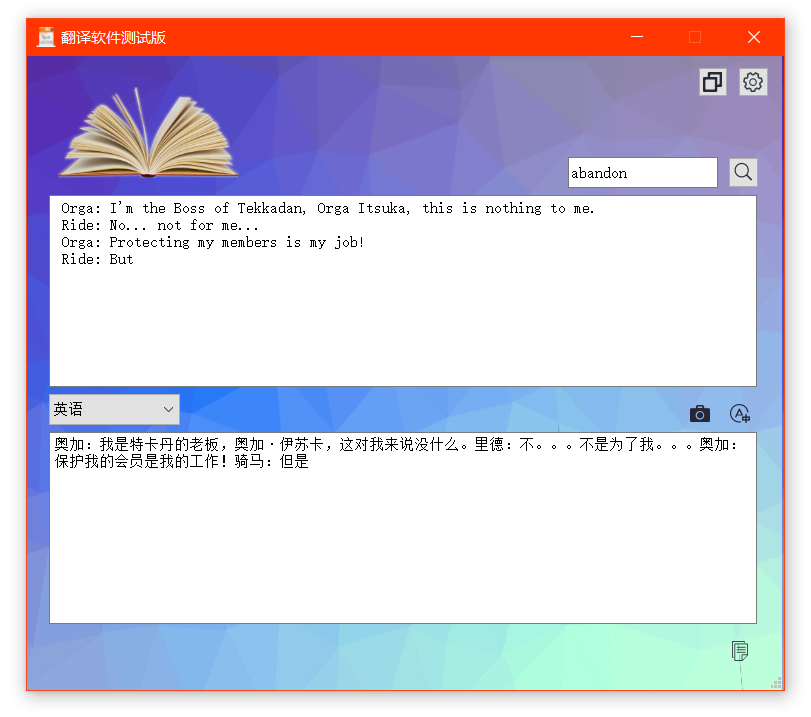 翻译软件测试版
abandon
Orga: I'm the Boss of Tekkadan, Orga Itsuka, this is nothing to me.
Ride: No... not for me...
Orga: Protecting my members is my job!
Ride: But
英语
奥加: 我是特卡丹的老板, 奥加·伊苏卡, 这对我来说没什么。里德: 不。。。不是为了我。。。奥加:
保护我的会员是我的工作! 骑马: 但是